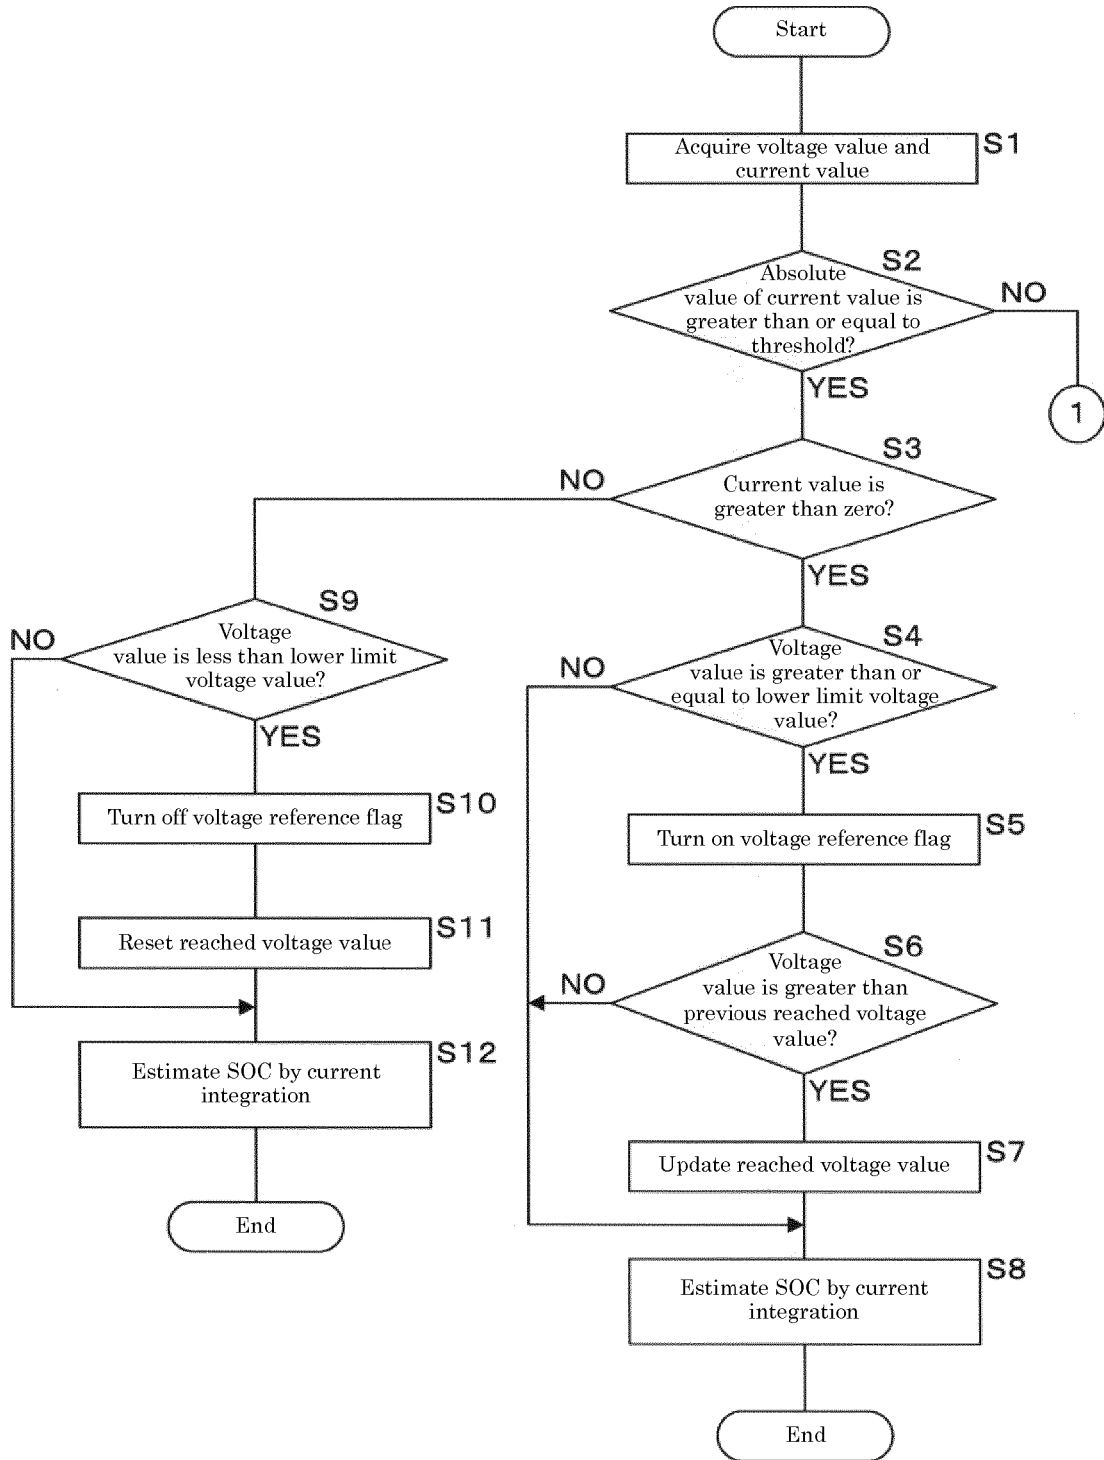 Start
S1
Acquire voltage value and
current value
S2
Absolute
value of current value is
greater than or equal to
threshold?
NO
YES
1
S3
Current value is
greater than zero?
NO
YES
S9
Voltage
value is less than lower limit
voltage value?
NO
YES
S4
Voltage
value is greater than or
equal to lower limit voltage
value?
NO
YES
S10
Turn off voltage reference flag
S5
Turn on voltage reference flag
S11
Reset reached voltage value
S6
Voltage
value is greater than
previous reached voltage
value?
NO
YES
S12
Estimate SOC by current
integration
S7
Update reached voltage value
End
S8
Estimate SOC by current
integration
End